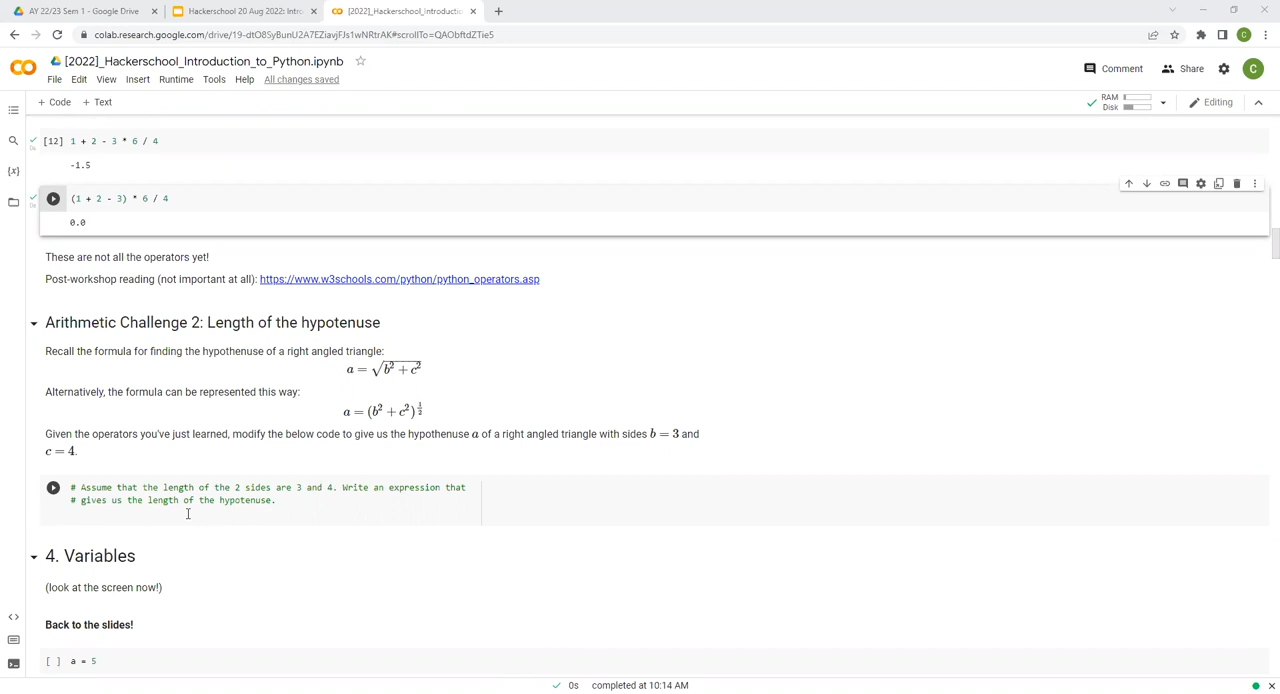 AY 22/23 Sem 1 - Google Drive
Hackerschool 20 Aug 2022: Intro
[2022]_Hackerschool_Introductio
colab.research.google.com/drive/19-dtO8SyBunU2A7EZiavjFJs1wNRtrAK#scrollTo=QAObftdZTie5
[2022]_Hackerschool_Introduction_to_Python.ipynb
File Edit View Insert Runtime Tools Help All changes saved
Comment Share C
+ Code + Text
RAM
Disk
Editing
[12] 1 + 2 - 3 * 6 / 4
-1.5
(1 + 2 - 3) * 6 / 4
0.0
These are not all the operators yet!
Post-workshop reading (not important at all): https://www.w3schools.com/python/python_operators.asp
Arithmetic Challenge 2: Length of the hypotenuse
Recall the formula for finding the hypothenuse of a right angled triangle:
a = √b² + c²
Alternatively, the formula can be represented this way:
a = (b² + c²)^½
Given the operators you've just learned, modify the below code to give us the hypothenuse a of a right angled triangle with sides b = 3 and
c = 4.
# Assume that the length of the 2 sides are 3 and 4. Write an expression that
# gives us the length of the hypotenuse.
4. Variables
(look at the screen now!)
Back to the slides!
[ ] a = 5
0s completed at 10:14 AM